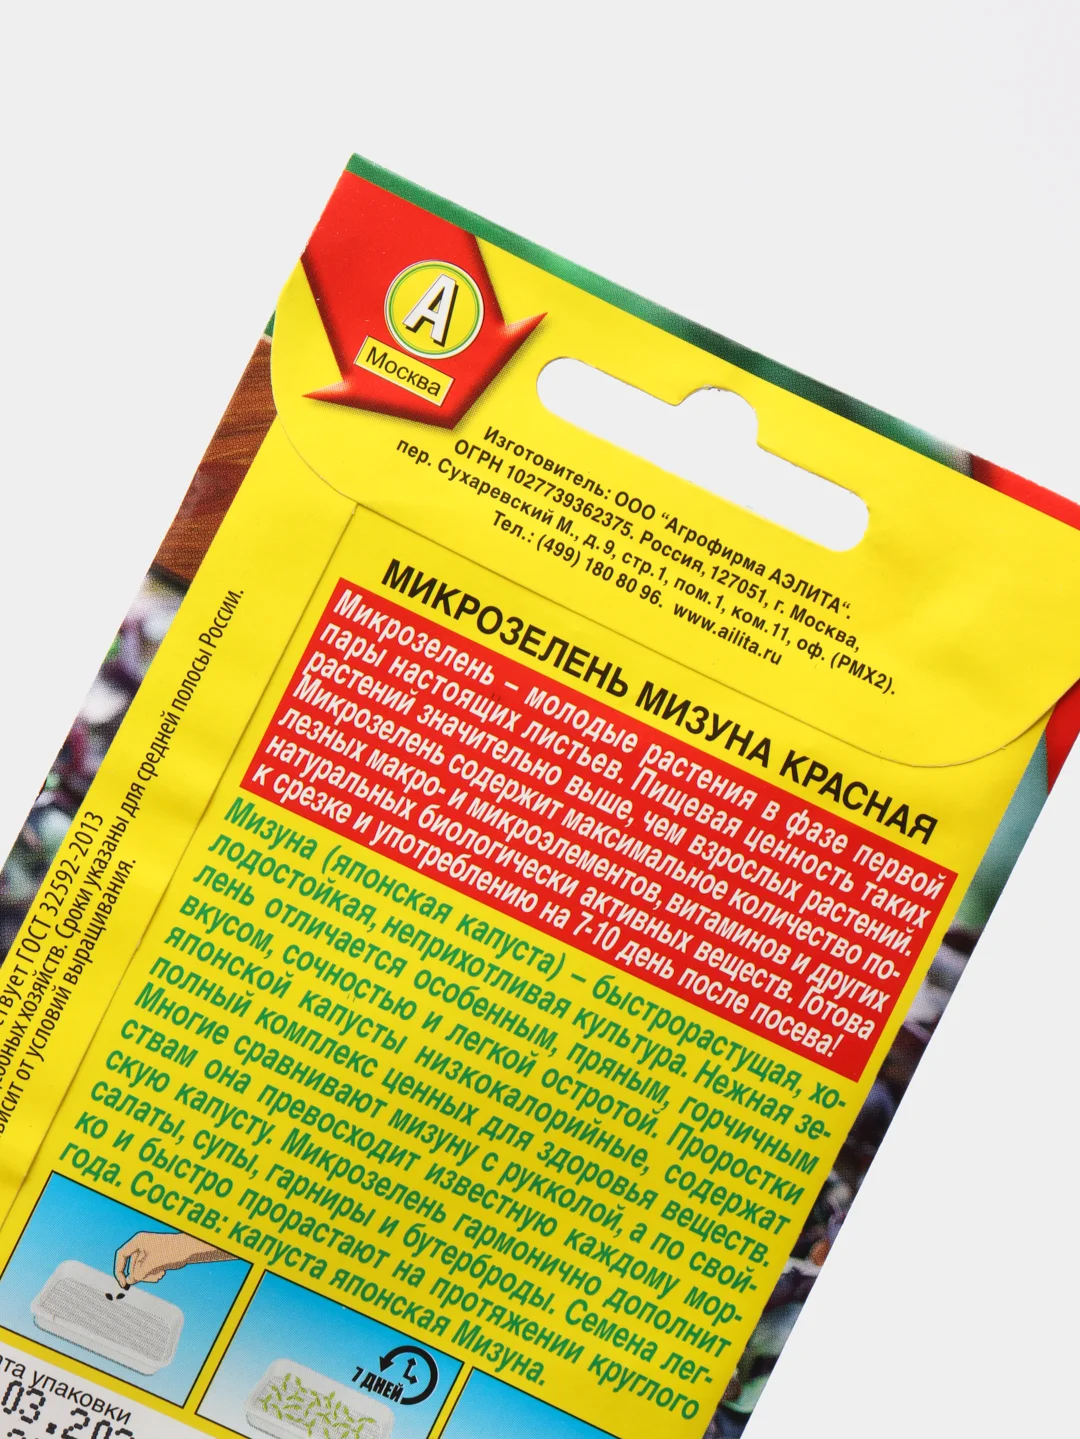 А
Москва
Изготовитель: ООО “Агрофирма АЭЛИТА“.
ОГРН 1027739362375. Россия, 127051, г. Москва,
пер. Сухаревский М., д. 9, стр.1, пом.1, ком.11, оф. (РМХ2).
Тел.: (499) 180 80 96. www.ailita.ru
МИКРОЗЕЛЕНЬ МИЗУНА КРАСНАЯ
Микрозелень – молодые растения в фазе первой
пары настоящих листьев. Пищевая ценность таких
растений значительно выше, чем взрослых растений.
Микрозелень содержит максимальное количество по-
лезных макро- и микроэлементов, витаминов и других
натуральных биологически активных веществ. Готова
к срезке и употреблению на 7-10 день после посева!
Мизуна (японская капуста) – быстрорастущая, хо-
лодостойкая, неприхотливая культура. Нежная зе-
лень отличается особенным, пряным, горчичным
вкусом, сочностью и легкой остротой. Проростки
японской капусты низкокалорийные, содержат
полный комплекс ценных для здоровья веществ.
Многие сравнивают мизуну с рукколой, а по свой-
ствам она превосходит известную каждому мор-
скую капусту. Микрозелень гармонично дополнит
салаты, супы, гарниры и бутерброды. Семена лег-
ко и быстро прорастают на протяжении круглого
года. Состав: капуста японская Мизуна.
ГОСТ 32592-2013
хозяйств. Сроки указаны для средней полосы России.
от условий выращивания.
7 ДНЕЙ
упаковки